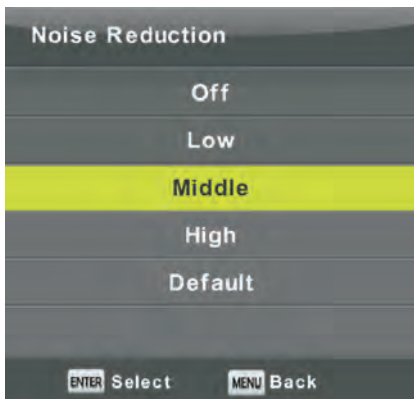 Noise Reduction
Off
Low
Middle
High
Default
ENTER Select MENU Back